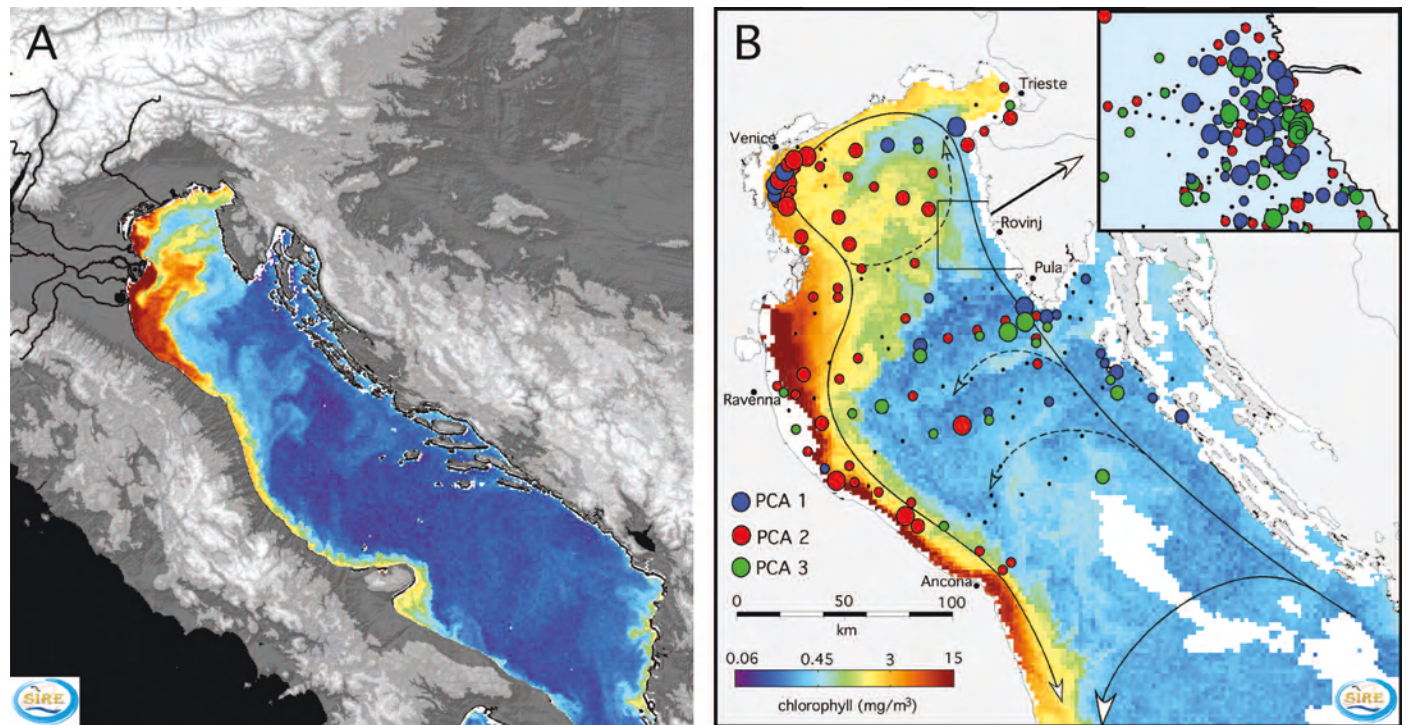 A
SiRE
B
Trieste
Venice
Rovinj
Pula
Ravenna
PCA 1
PCA 2
PCA 3
Ancona
0 50 100
km
0.06 0.45 3 15
chlorophyll (mg/m³)
SiRE